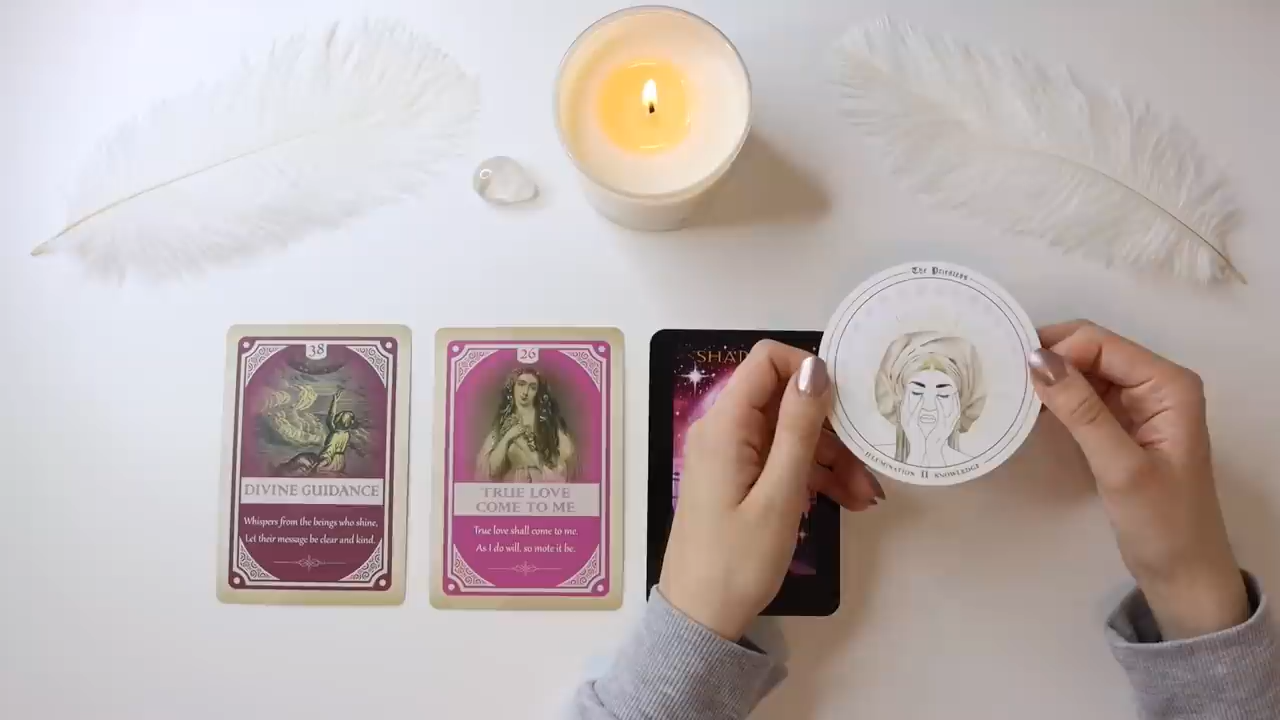 38
DIVINE GUIDANCE
Whispers from the beings who shine,
Let their message be clear and kind.
26
TRUE LOVE
COME TO ME
True love shall come to me.
As I do will, so mote it be.
SHAD
The Priestess
ILLUMINATION II KNOWLEDGE